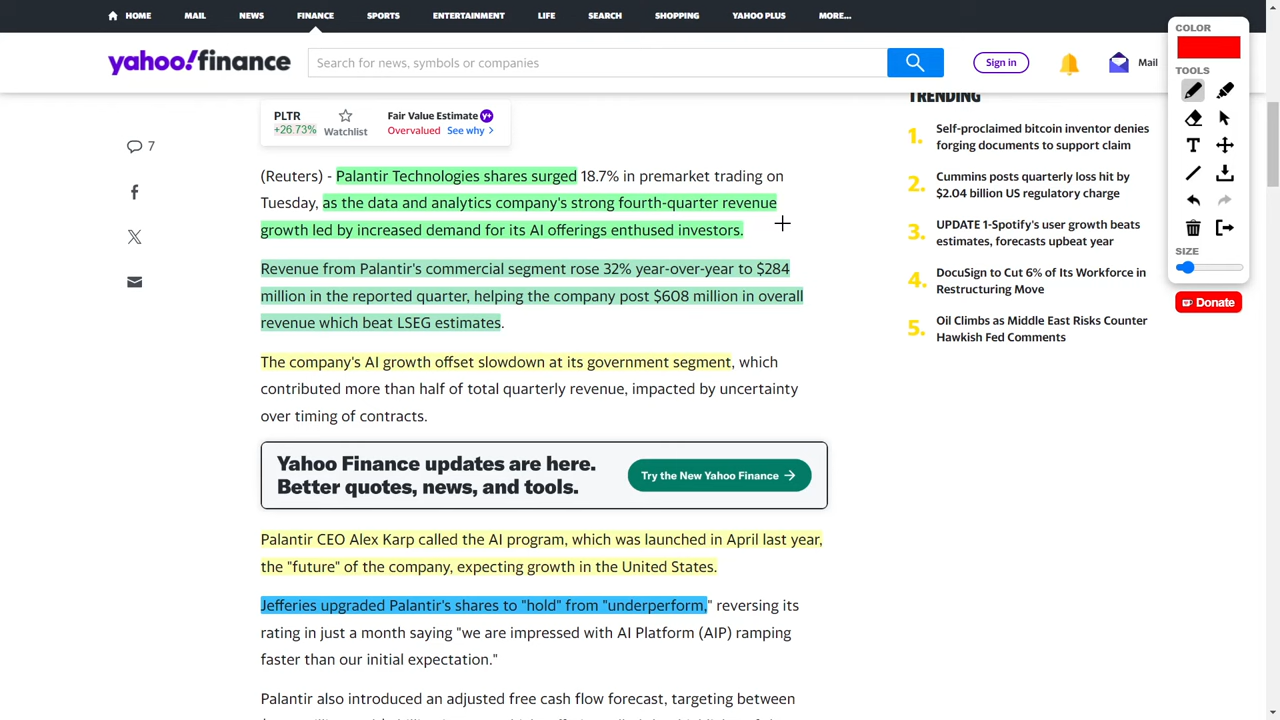 HOME MAIL NEWS FINANCE SPORTS ENTERTAINMENT LIFE SEARCH SHOPPING YAHOO PLUS MORE...
yahoo!finance
Search for news, symbols or companies
Sign in
Mail
COLOR
TOOLS
SIZE
Donate
PLTR
+26.73%
Watchlist
Fair Value Estimate Y+
Overvalued See why
7
(Reuters) - Palantir Technologies shares surged 18.7% in premarket trading on
Tuesday, as the data and analytics company's strong fourth-quarter revenue
growth led by increased demand for its AI offerings enthused investors.
Revenue from Palantir's commercial segment rose 32% year-over-year to $284
million in the reported quarter, helping the company post $608 million in overall
revenue which beat LSEG estimates.
The company's AI growth offset slowdown at its government segment, which
contributed more than half of total quarterly revenue, impacted by uncertainty
over timing of contracts.
Yahoo Finance updates are here.
Better quotes, news, and tools.
Try the New Yahoo Finance
Palantir CEO Alex Karp called the AI program, which was launched in April last year,
the "future" of the company, expecting growth in the United States.
Jefferies upgraded Palantir's shares to "hold" from "underperform," reversing its
rating in just a month saying "we are impressed with AI Platform (AIP) ramping
faster than our initial expectation."
Palantir also introduced an adjusted free cash flow forecast, targeting between
TRENDING
1. Self-proclaimed bitcoin inventor denies
forging documents to support claim
2. Cummins posts quarterly loss hit by
$2.04 billion US regulatory charge
3. UPDATE 1-Spotify's user growth beats
estimates, forecasts upbeat year
4. DocuSign to Cut 6% of Its Workforce in
Restructuring Move
5. Oil Climbs as Middle East Risks Counter
Hawkish Fed Comments